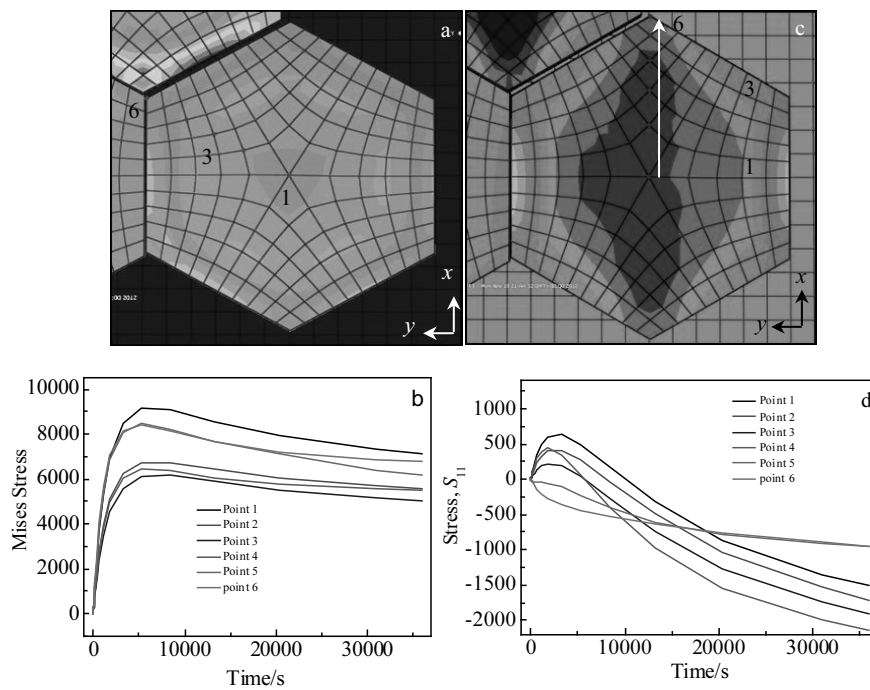 a
6
3
1
x
y
:00 2012
c
6
3
1
x
y
b
10000
8000
6000
4000
2000
0
Mises Stress
Point 1
Point 2
Point 3
Point 4
Point 5
point 6
0 10000 20000 30000
Time/s
d
1000
500
0
-500
-1000
-1500
-2000
Stress, S11
Point 1
Point 2
Point 3
Point 4
Point 5
point 6
0 10000 20000 30000
Time/s